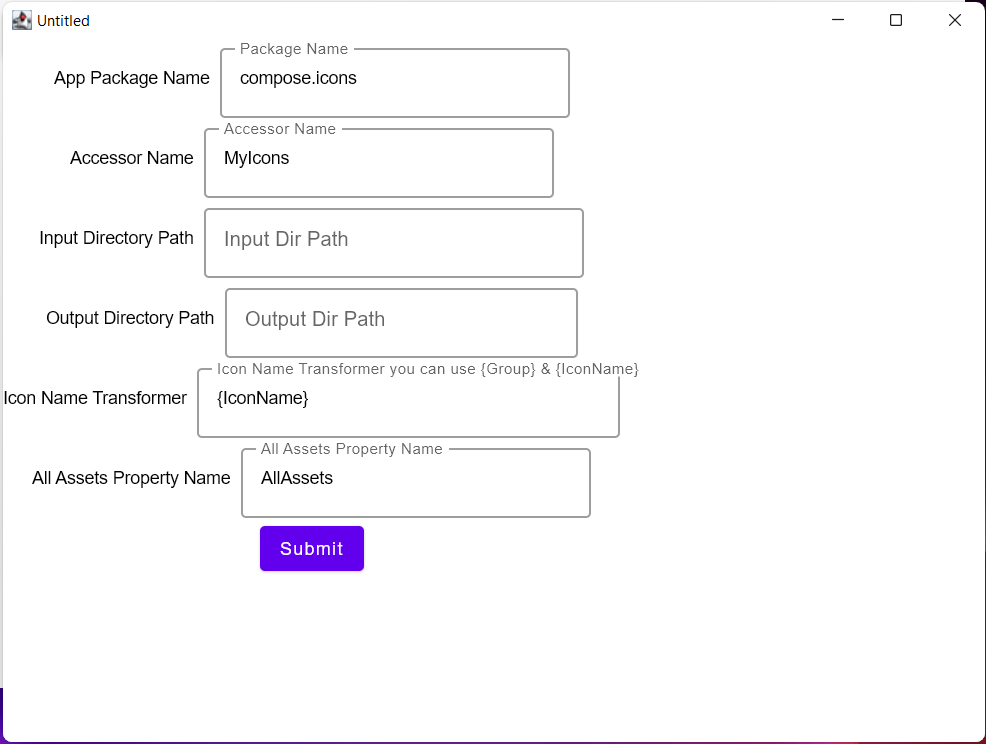 Untitled
Package Name
App Package Name compose.icons
Accessor Name
Accessor Name MyIcons
Input Directory Path Input Dir Path
Output Directory Path Output Dir Path
Icon Name Transformer you can use {Group} & {IconName}
Icon Name Transformer {IconName}
All Assets Property Name
All Assets Property Name AllAssets
Submit